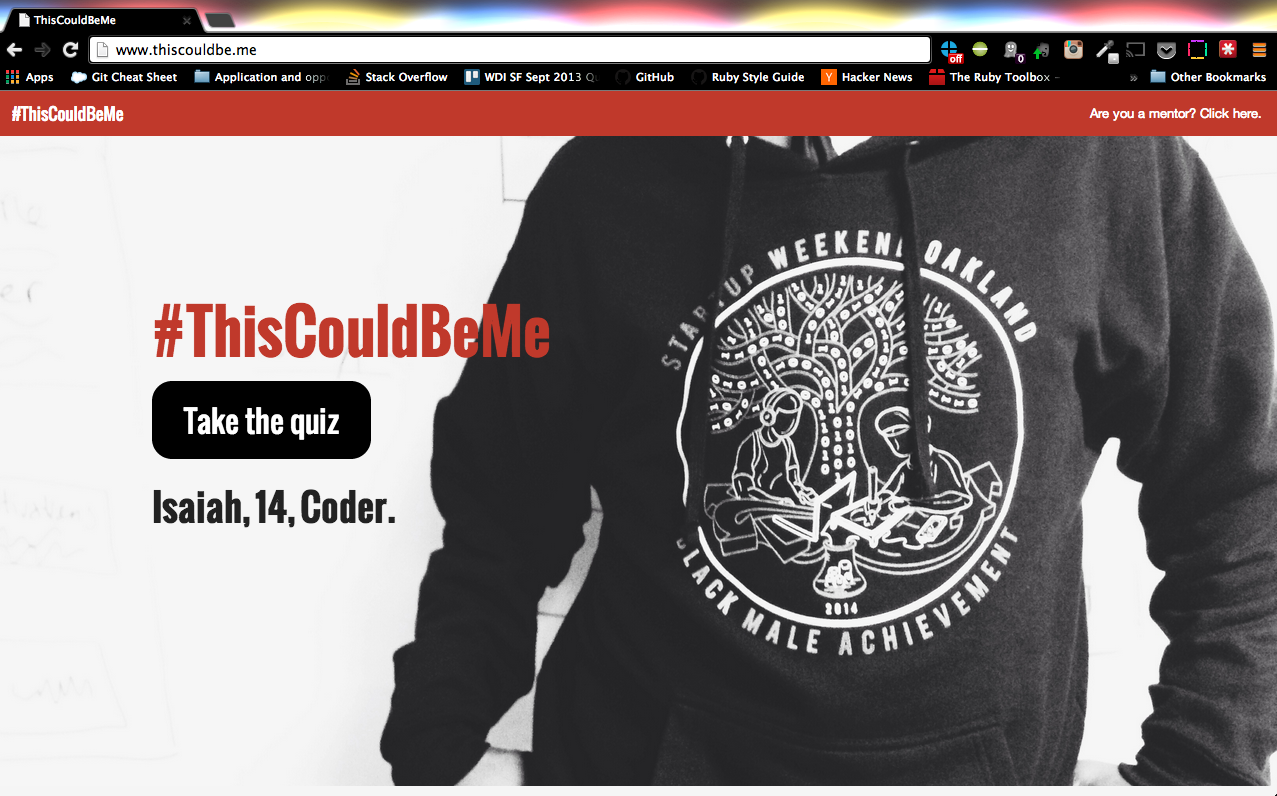 ThisCouldBeMe
www.thiscouldbe.me
off
0
Apps
Git Cheat Sheet
Application and opp
Stack Overflow
WDI SF Sept 2013 Qu
GitHub
Ruby Style Guide
Y
Hacker News
The Ruby Toolbox -
»
Other Bookmarks
#ThisCouldBeMe
Are you a mentor? Click here.
STARTUP WEEKEND OAKLAND
#ThisCouldBeMe
Take the quiz
Isaiah, 14, Coder.
2014
BLACK MALE ACHIEVEMENT